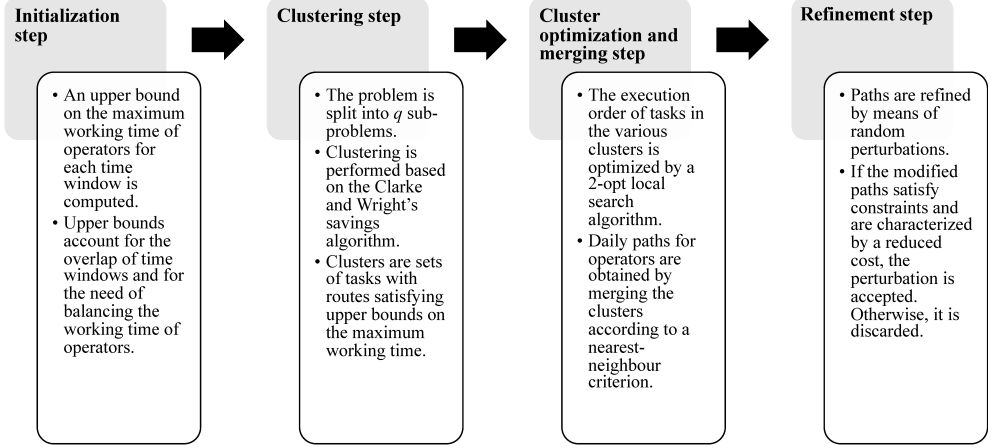 Initialization
step
• An upper bound
on the maximum
working time of
operators for
each time
window is
computed.
• Upper bounds
account for the
overlap of time
windows and for
the need of
balancing the
working time of
operators.
Clustering step
• The problem is
split into q sub-
problems.
• Clustering is
performed based
on the Clarke
and Wright's
savings
algorithm.
• Clusters are sets
of tasks with
routes satisfying
upper bounds on
the maximum
working time.
Cluster
optimization and
merging step
• The execution
order of tasks in
the various
clusters is
optimized by a
2-opt local
search
algorithm.
• Daily paths for
operators are
obtained by
merging the
clusters
according to a
nearest-
neighbour
criterion.
Refinement step
• Paths are refined
by means of
random
perturbations.
• If the modified
paths satisfy
constraints and
are characterized
by a reduced
cost, the
perturbation is
accepted.
Otherwise, it is
discarded.